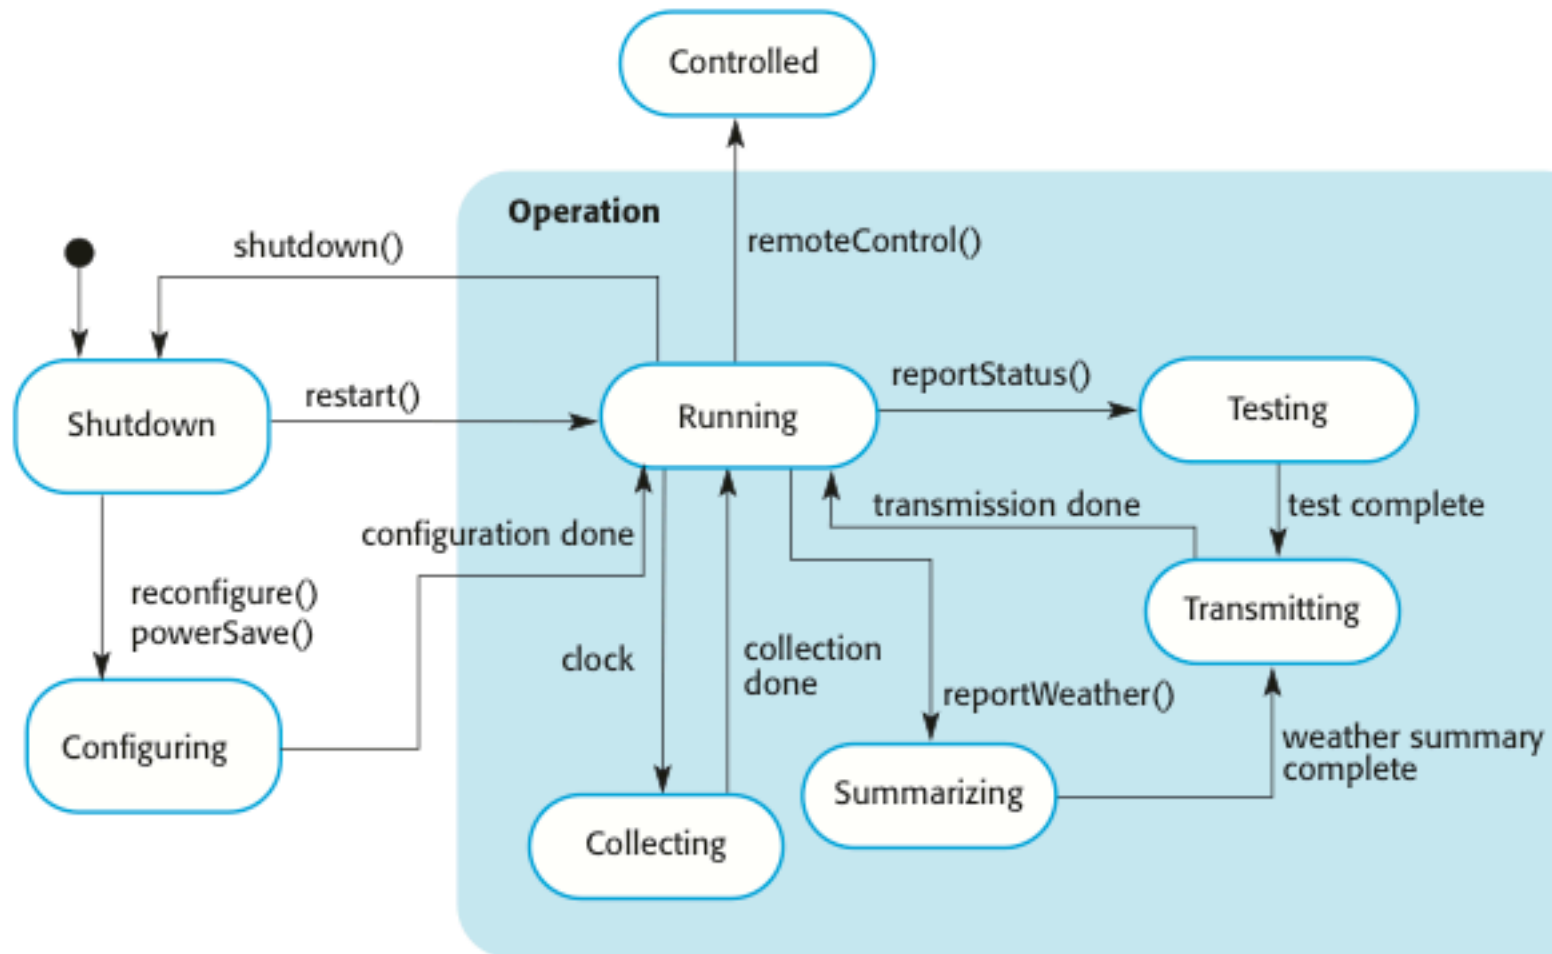 Controlled
Operation
shutdown()
remoteControl()
restart()
reportStatus()
Shutdown
Running
Testing
configuration done
transmission done
test complete
reconfigure()
powerSave()
Transmitting
clock
collection
done
reportWeather()
Configuring
Summarizing
weather summary
complete
Collecting